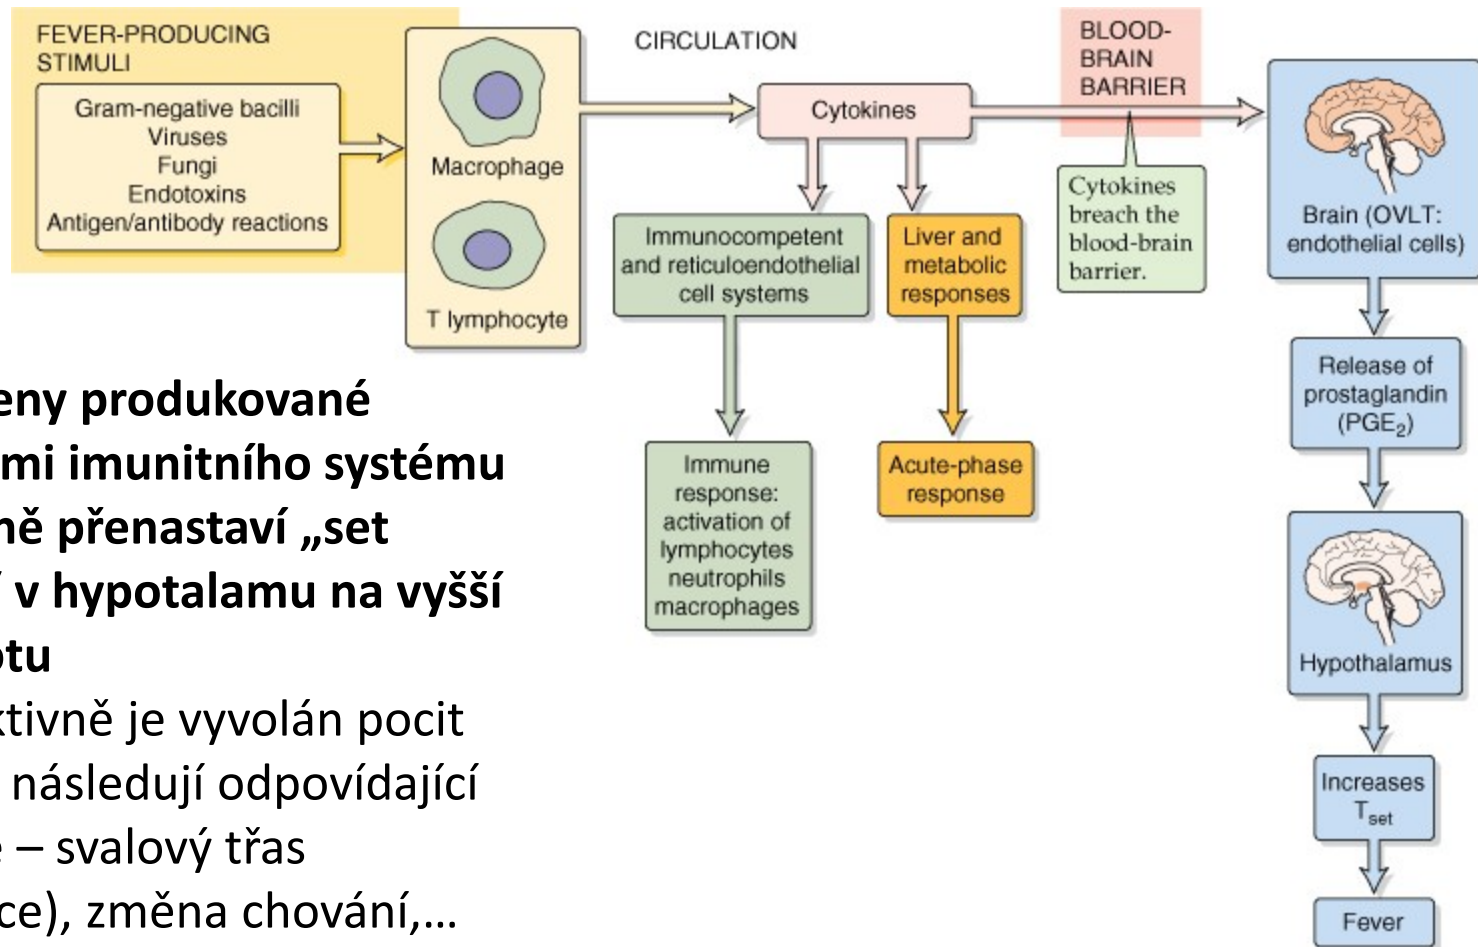 FEVER-PRODUCING
STIMULI
Gram-negative bacilli
Viruses
Fungi
Endotoxins
Antigen/antibody reactions
Macrophage
T lymphocyte
CIRCULATION
Cytokines
BLOOD-
BRAIN
BARRIER
Cytokines
breach the
blood-brain
barrier.
Immunocompetent
and reticuloendothelial
cell systems
Liver and
metabolic
responses
Immune
response:
activation of
lymphocytes
neutrophils
macrophages
Acute-phase
response
Brain (OVLT:
endothelial cells)
Release of
prostaglandin
(PGE₂)
Hypothalamus
Increases
T set
Fever
eny produkované
mi imunitního systému
ně přenastaví „set
v hypotalamu na vyšší
otu
ktivně je vyvolán pocit
následují odpovídající
e – svalový třas
ce), změna chování,…